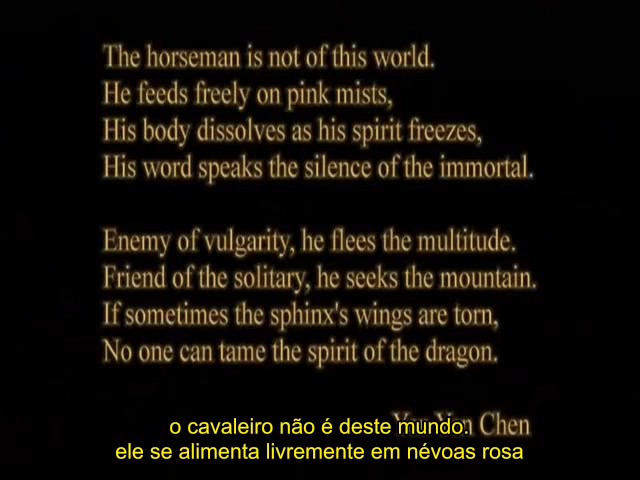 The horseman is not of this world.
He feeds freely on pink mists,
His body dissolves as his spirit freezes,
His word speaks the silence of the immortal.
Enemy of vulgarity, he flees the multitude.
Friend of the solitary, he seeks the mountain.
If sometimes the sphinx's wings are torn,
No one can tame the spirit of the dragon.
Chen
o cavaleiro não é deste mundo.
ele se alimenta livremente em névoas rosa